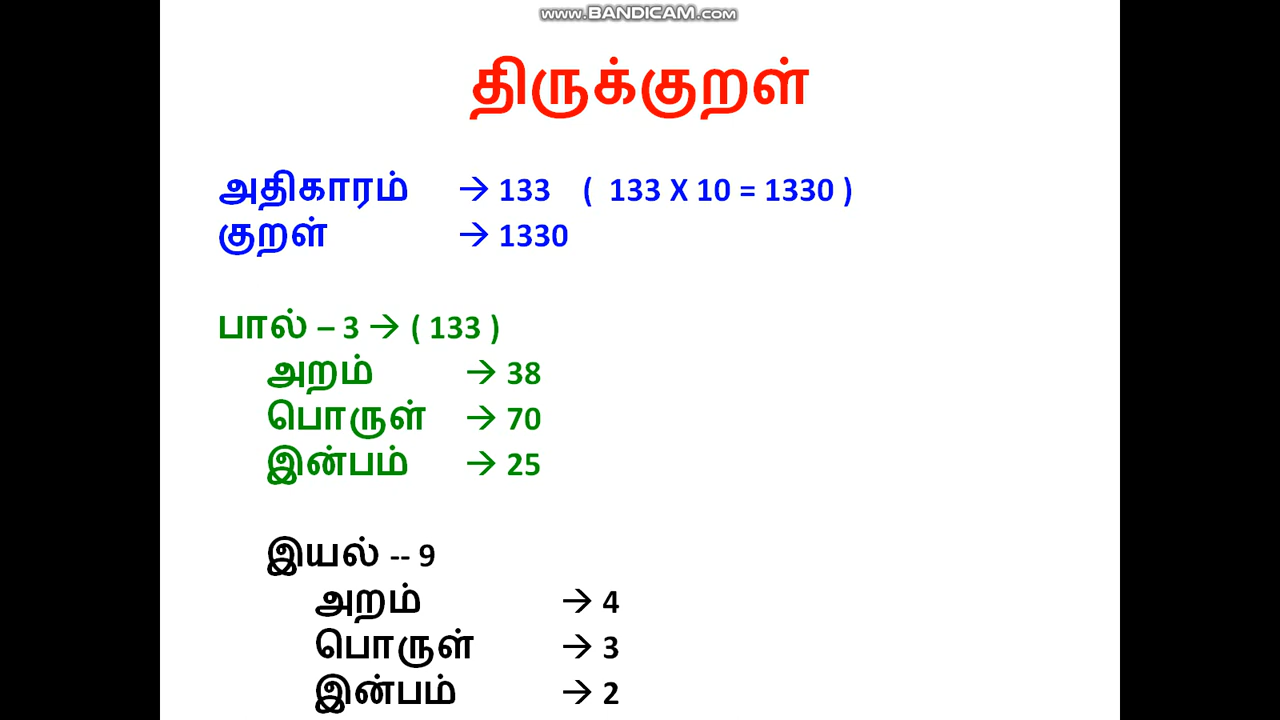 www.BANDICAM.com
திருக்குறள்
அதிகாரம் → 133 ( 133 X 10 = 1330 )
குறள் → 1330
பால் – 3 → ( 133 )
அறம் → 38
பொருள் → 70
இன்பம் → 25
இயல் -- 9
அறம் → 4
பொருள் → 3
இன்பம் → 2